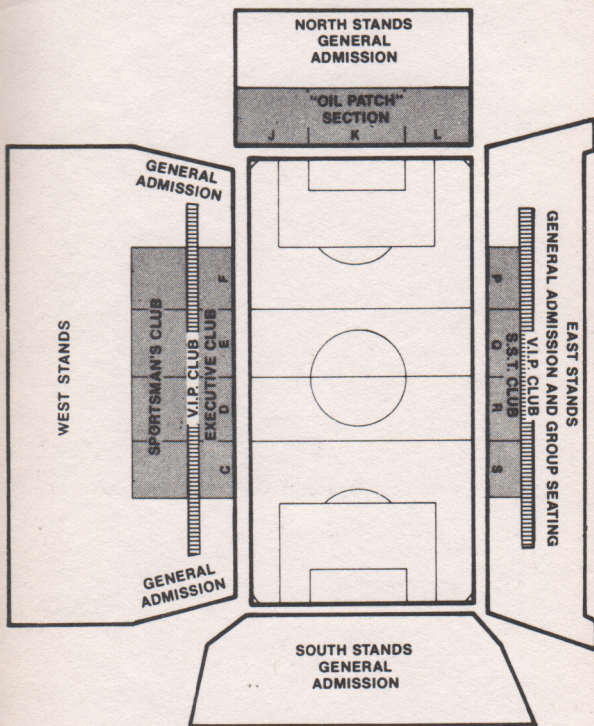 NORTH STANDS
GENERAL
ADMISSION
"OIL PATCH"
SECTION
J K L
GENERAL
ADMISSION
WEST STANDS
SPORTSMAN'S CLUB
V.I.P. CLUB
EXECUTIVE CLUB
F
E
D
C
GENERAL
ADMISSION
P
Q
R
S
S.S.T. CLUB
V.I.P. CLUB
GENERAL ADMISSION AND GROUP SEATING
EAST STANDS
SOUTH STANDS
GENERAL
ADMISSION